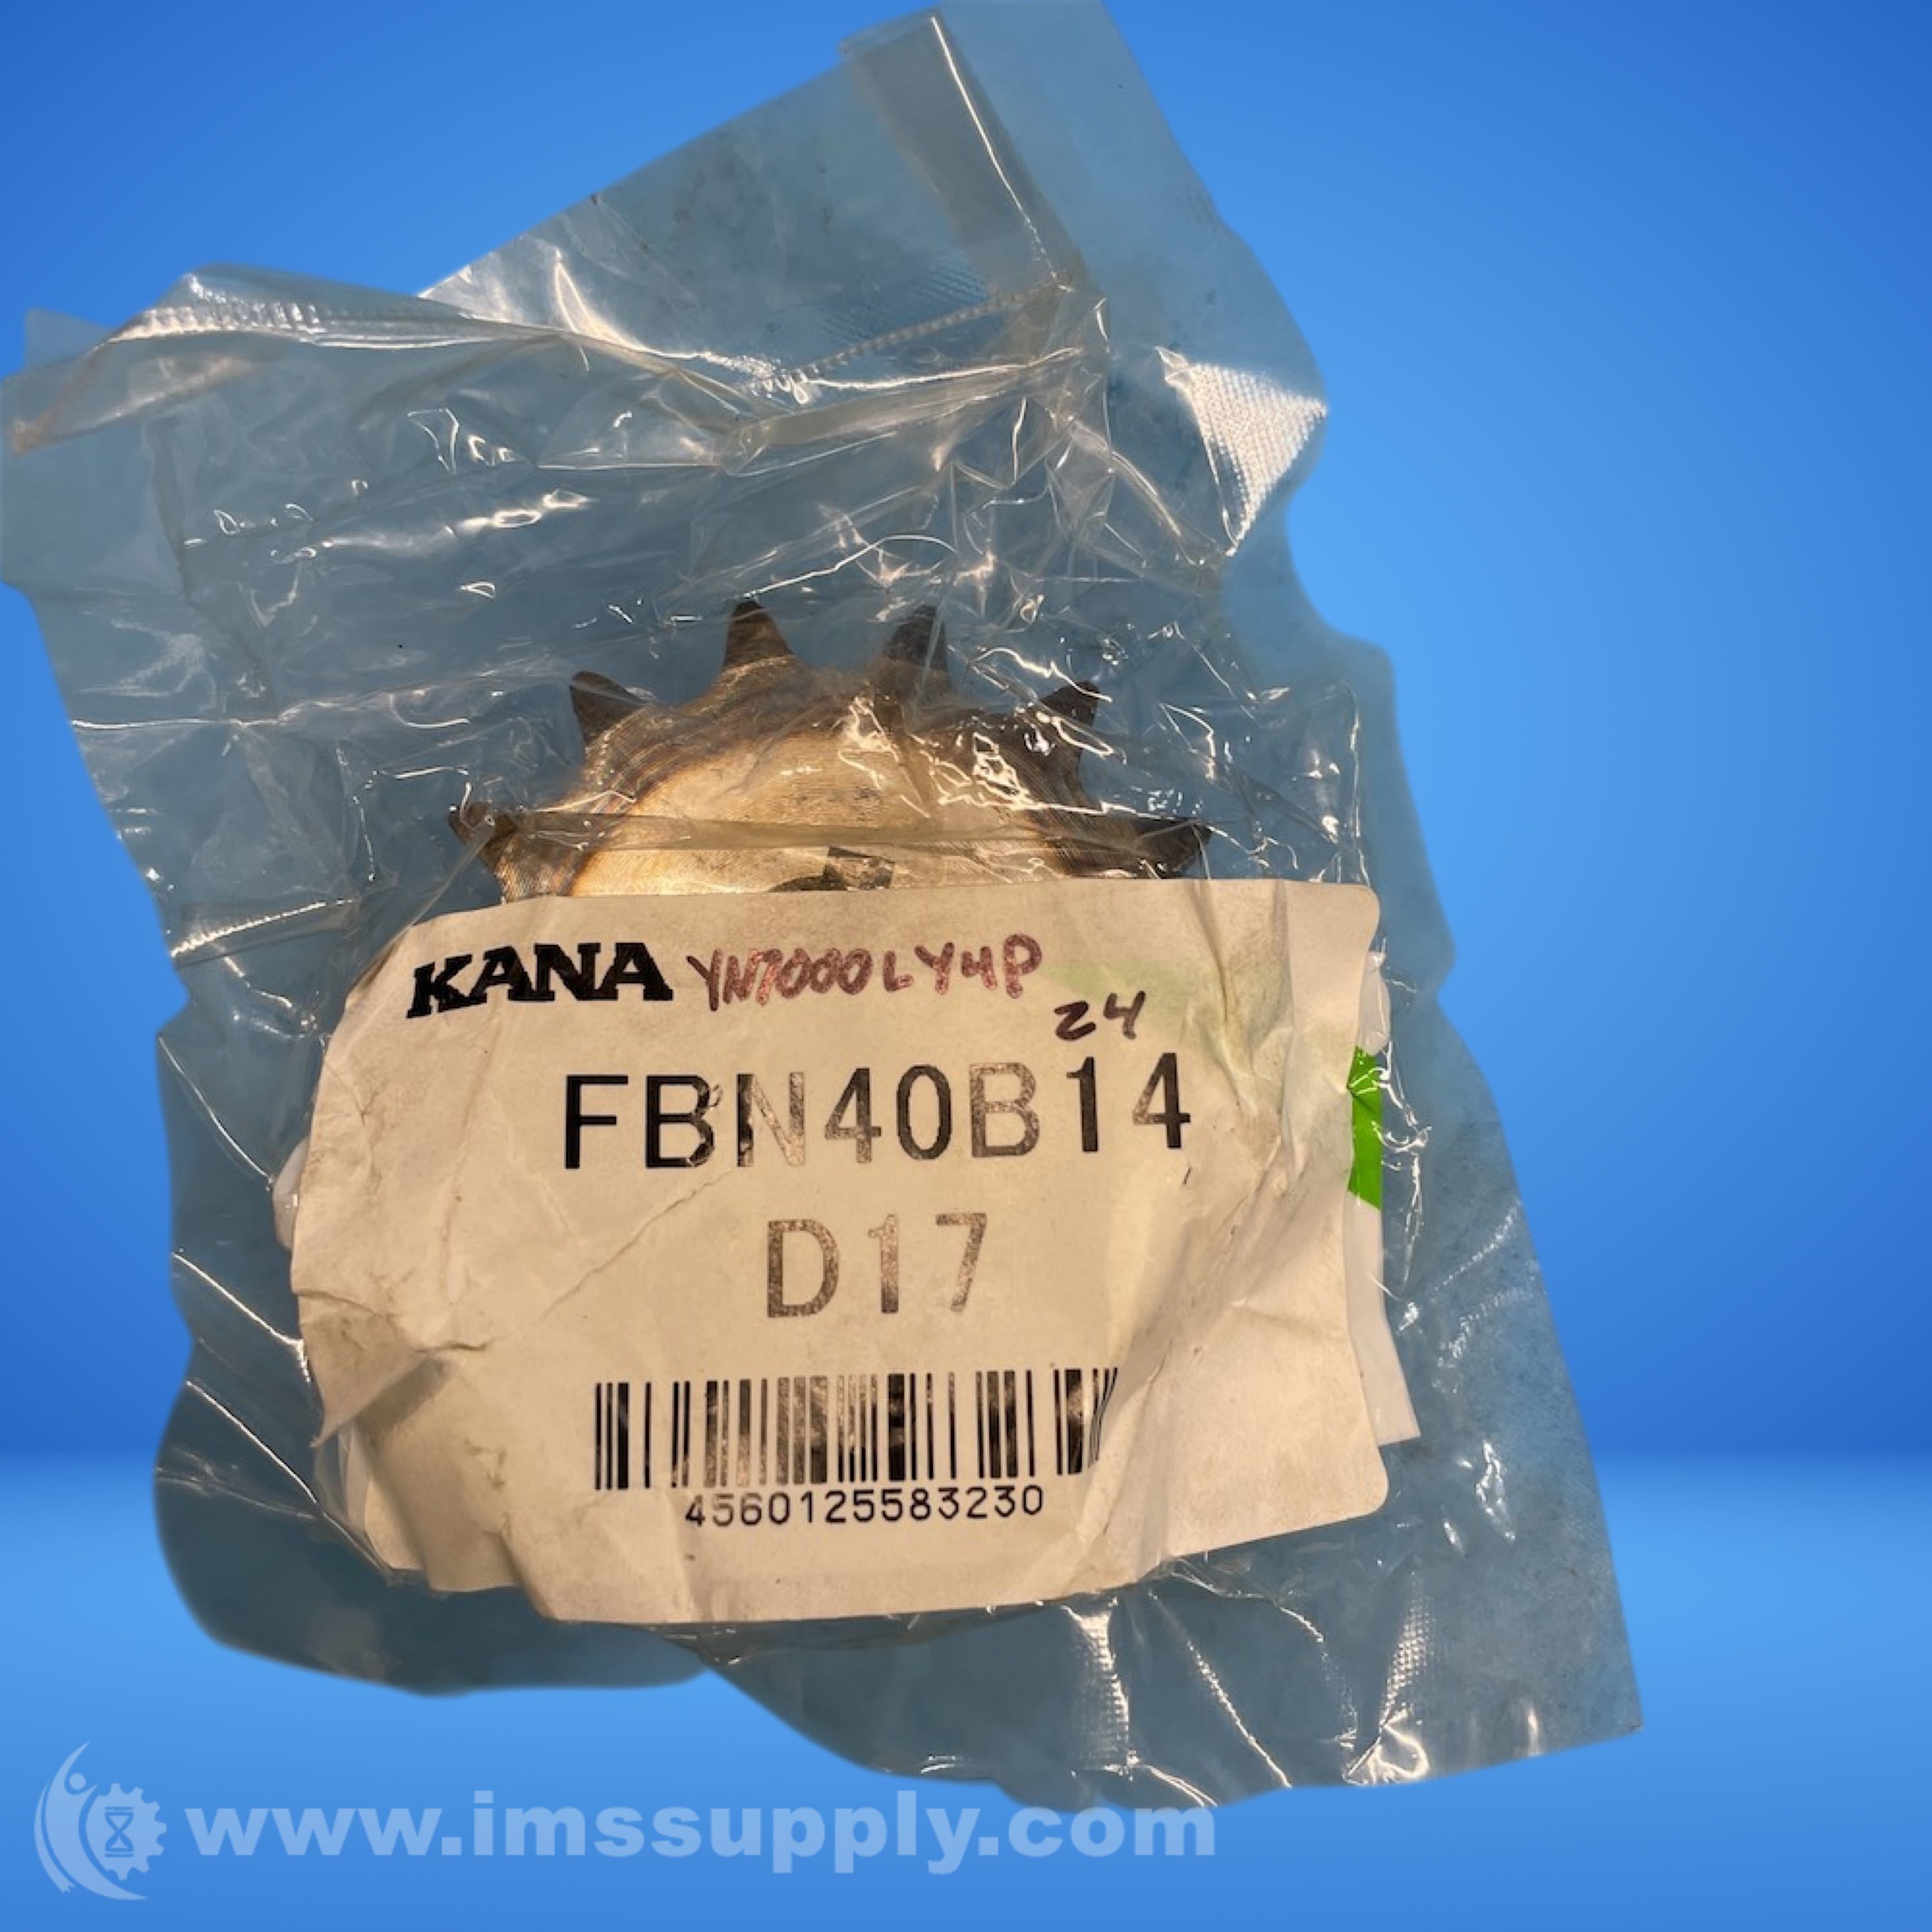 KANA YN7000LY4P
24
FBN40B14
D17
4560125583230
www.imssupply.com